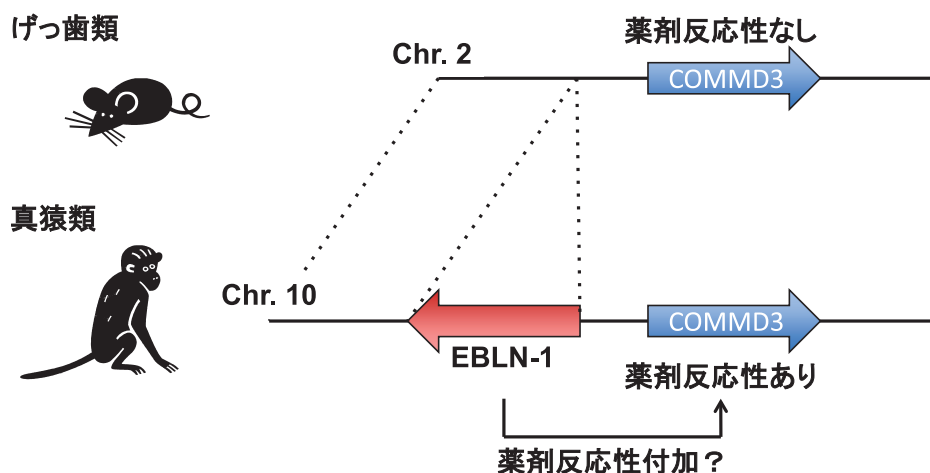 げっ歯類
薬剤反応性なし
Chr. 2
COMMD3
真猿類
Chr. 10
COMMD3
EBLN-1
薬剤反応性あり
薬剤反応性付加？